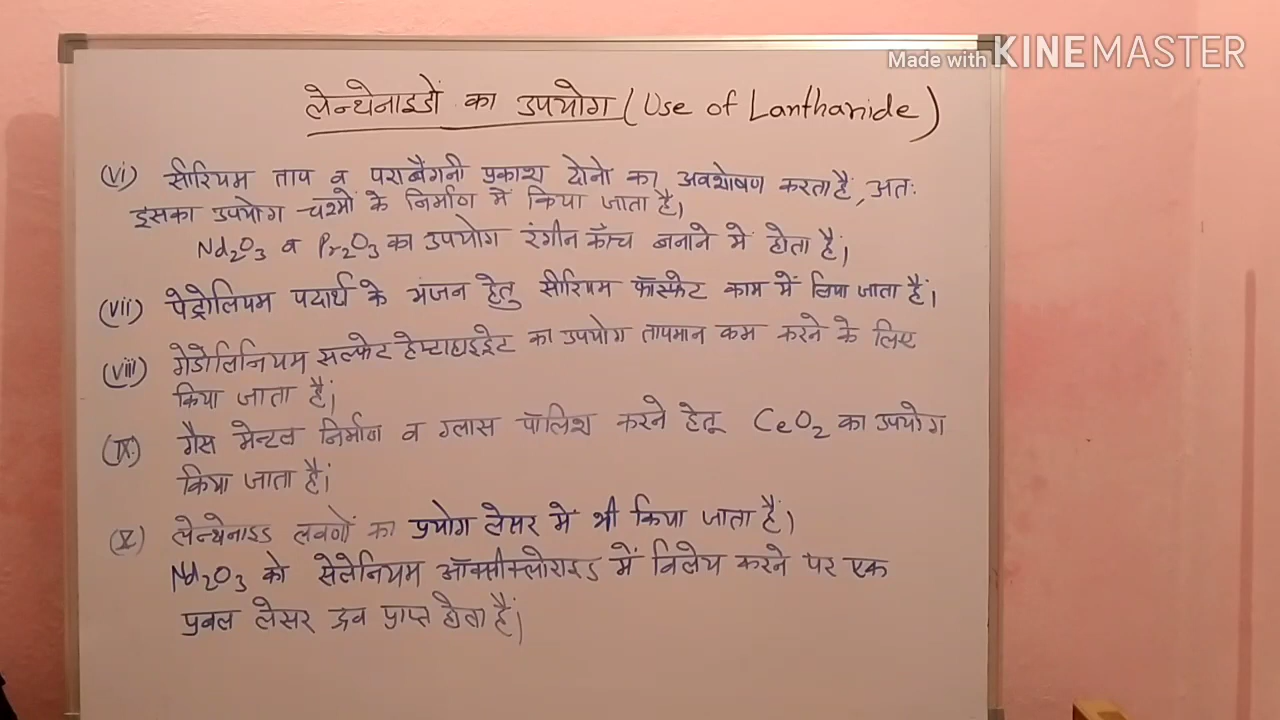 Made with KINEMASTER
लेन्थेनाइडों का उपयोग (Use of Lantharide)
(vi) सीरियम ताप व पराबैंगनी प्रकाश दोनो का अवशोषण करता हैं, अतः
इसका उपयोग चश्मों के निर्माण में किया जाता है।
Nd2O3 व Pr2O3 का उपयोग रंगीन काँच बनाने मे होता हैं।
(vii) पेट्रोलियम पदार्थ के भंजन हेतु सीरियम फॉस्फेट काम में लिया जाता हैं।
(viii) गेडोलिनियम सल्फेट हेप्टाहाइड्रेट का उपयोग तापमान कम करने के लिए
किया जाता हैं।
(IX) गैस मेन्टल निर्माण व ग्लास पॉलिश करने हेतू CeO2 का उपयोग
किया जाता हैं।
(X) लेन्थेनाइड लवणों का प्रयोग लेसर मे भी किया जाता हैं।
Nd2O3 को सेलेनियम ऑक्सीक्लोराइड में विलेय करने पर एक
प्रबल लेसर द्रव प्राप्त होता हैं।